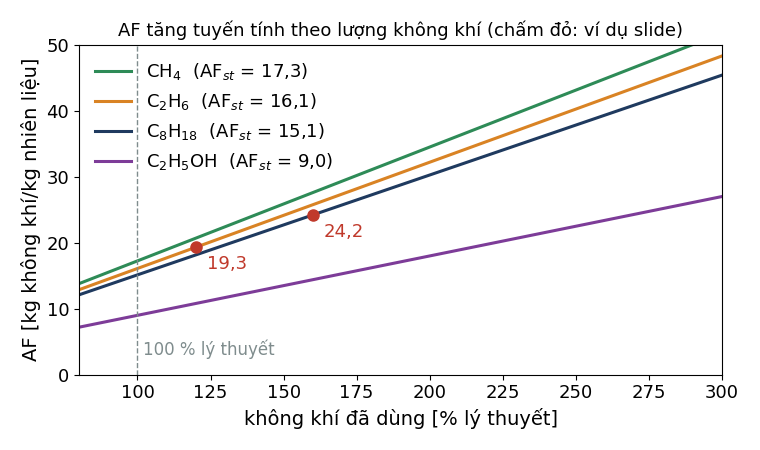 AF tăng tuyến tính theo lượng không khí (chấm đỏ: ví dụ slide)
AF [kg không khí/kg nhiên liệu]
50
40
30
20
10
0
CH₄ (AFₛₜ = 17,3)
C₂H₆ (AFₛₜ = 16,1)
C₈H₁₈ (AFₛₜ = 15,1)
C₂H₅OH (AFₛₜ = 9,0)
24,2
19,3
100 % lý thuyết
100 125 150 175 200 225 250 275 300
không khí đã dùng [% lý thuyết]